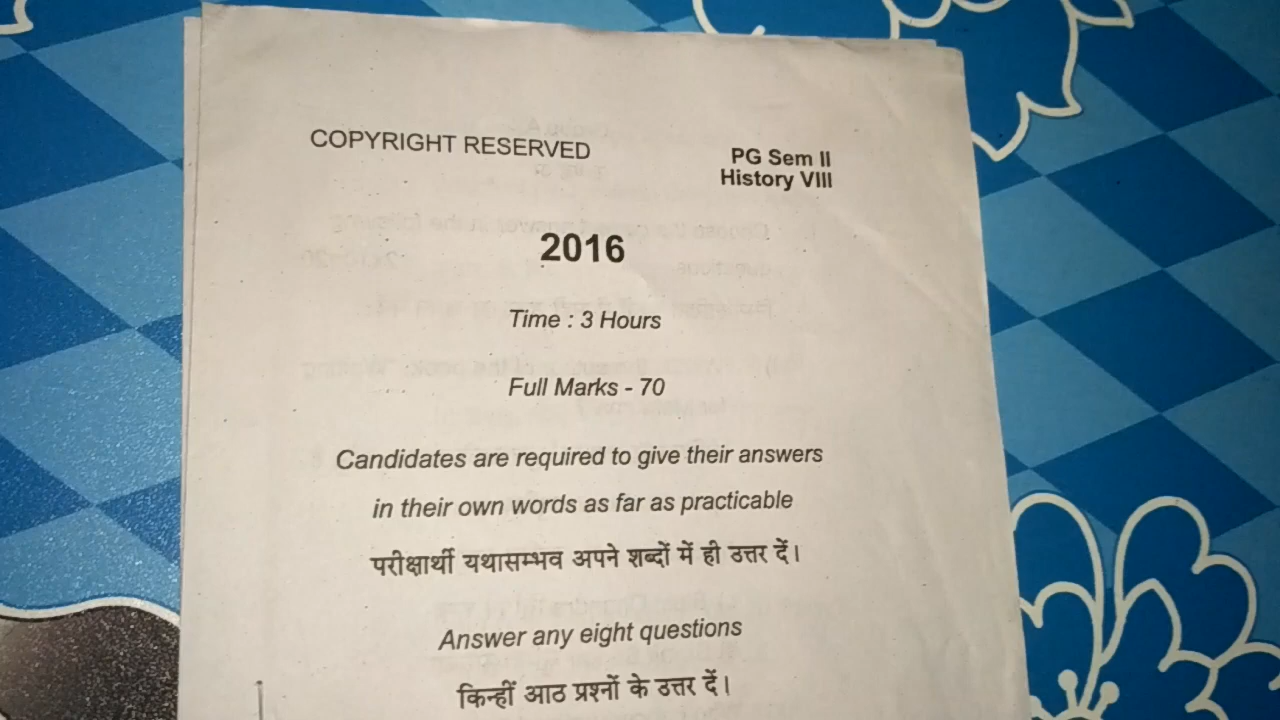 COPYRIGHT RESERVED
PG Sem II
History VIII
2016
Time : 3 Hours
Full Marks - 70
Candidates are required to give their answers
in their own words as far as practicable
परीक्षार्थी यथासम्भव अपने शब्दों में ही उत्तर दें।
Answer any eight questions
किन्हीं आठ प्रश्नों के उत्तर दें।